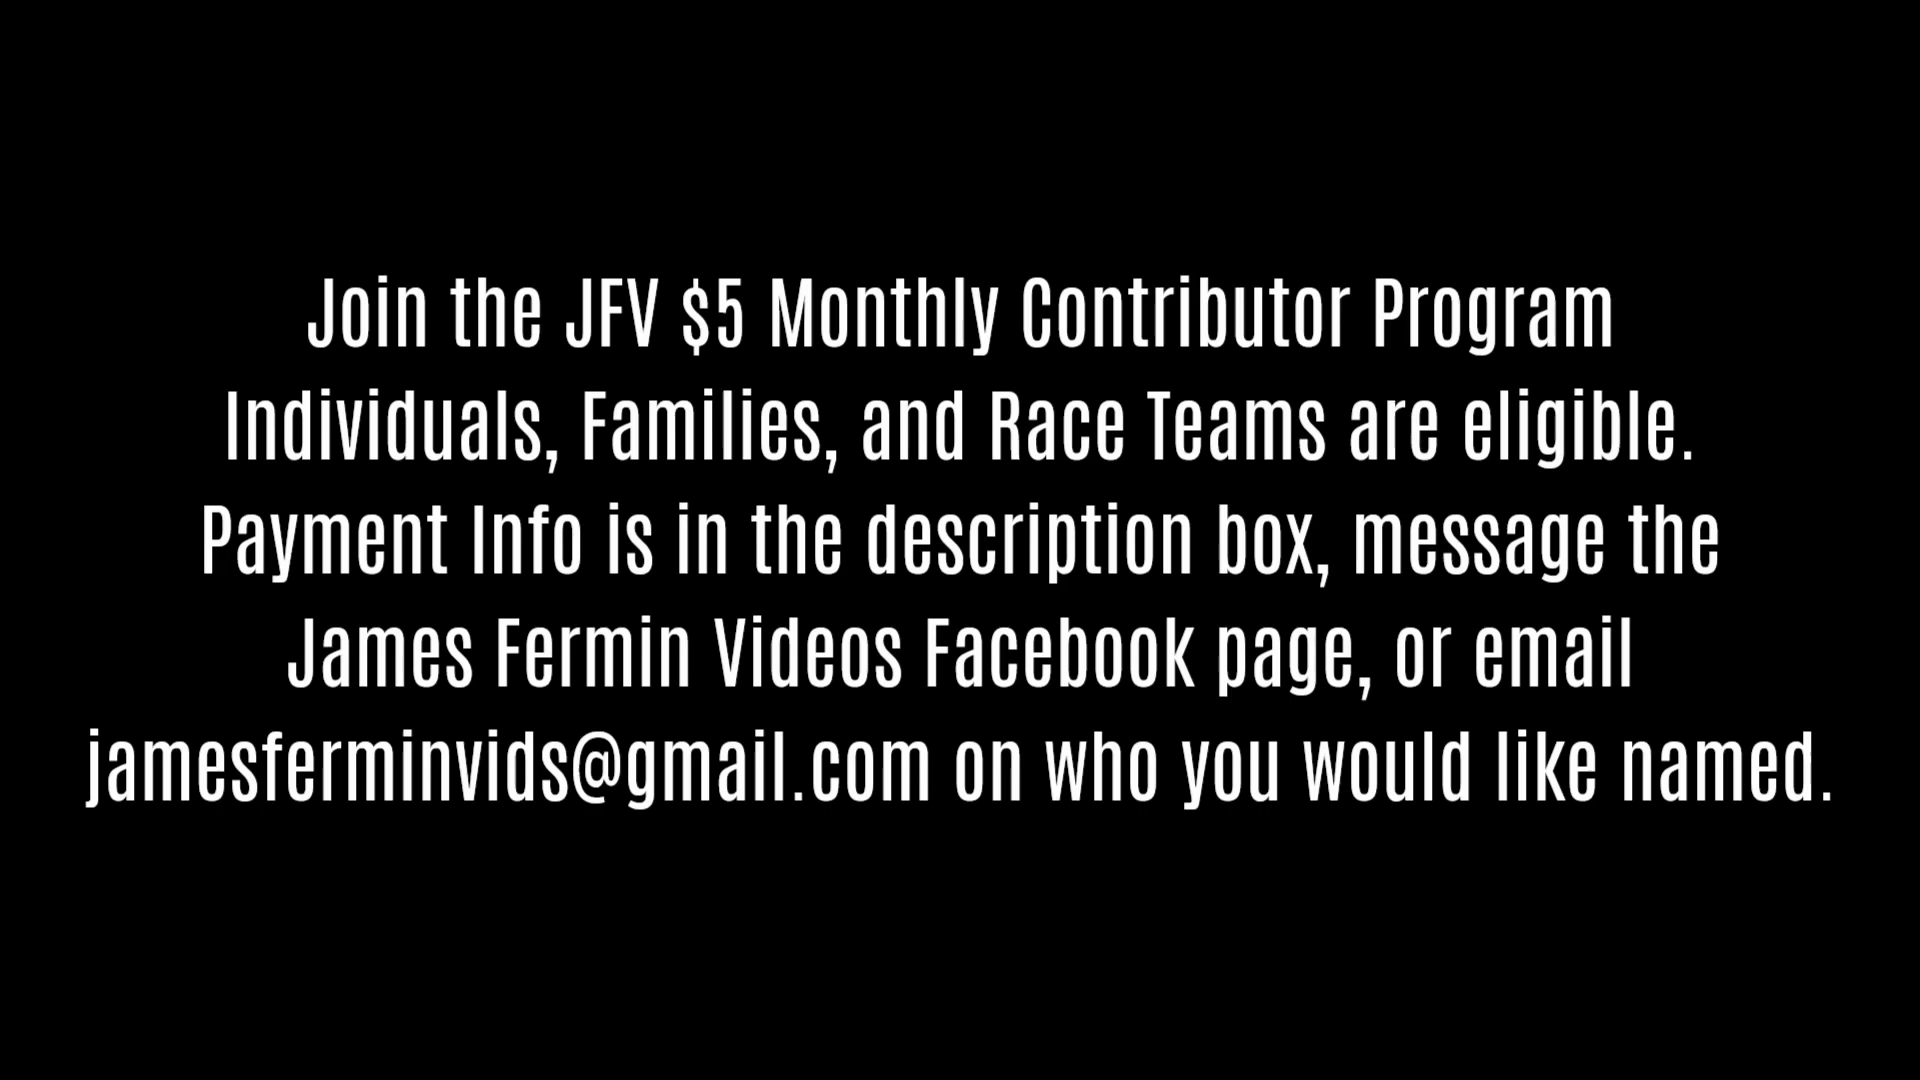 Join the JFV $5 Monthly Contributor Program
Individuals, Families, and Race Teams are eligible.
Payment Info is in the description box, message the
James Fermin Videos Facebook page, or email
jamesferminvids@gmail.com on who you would like named.